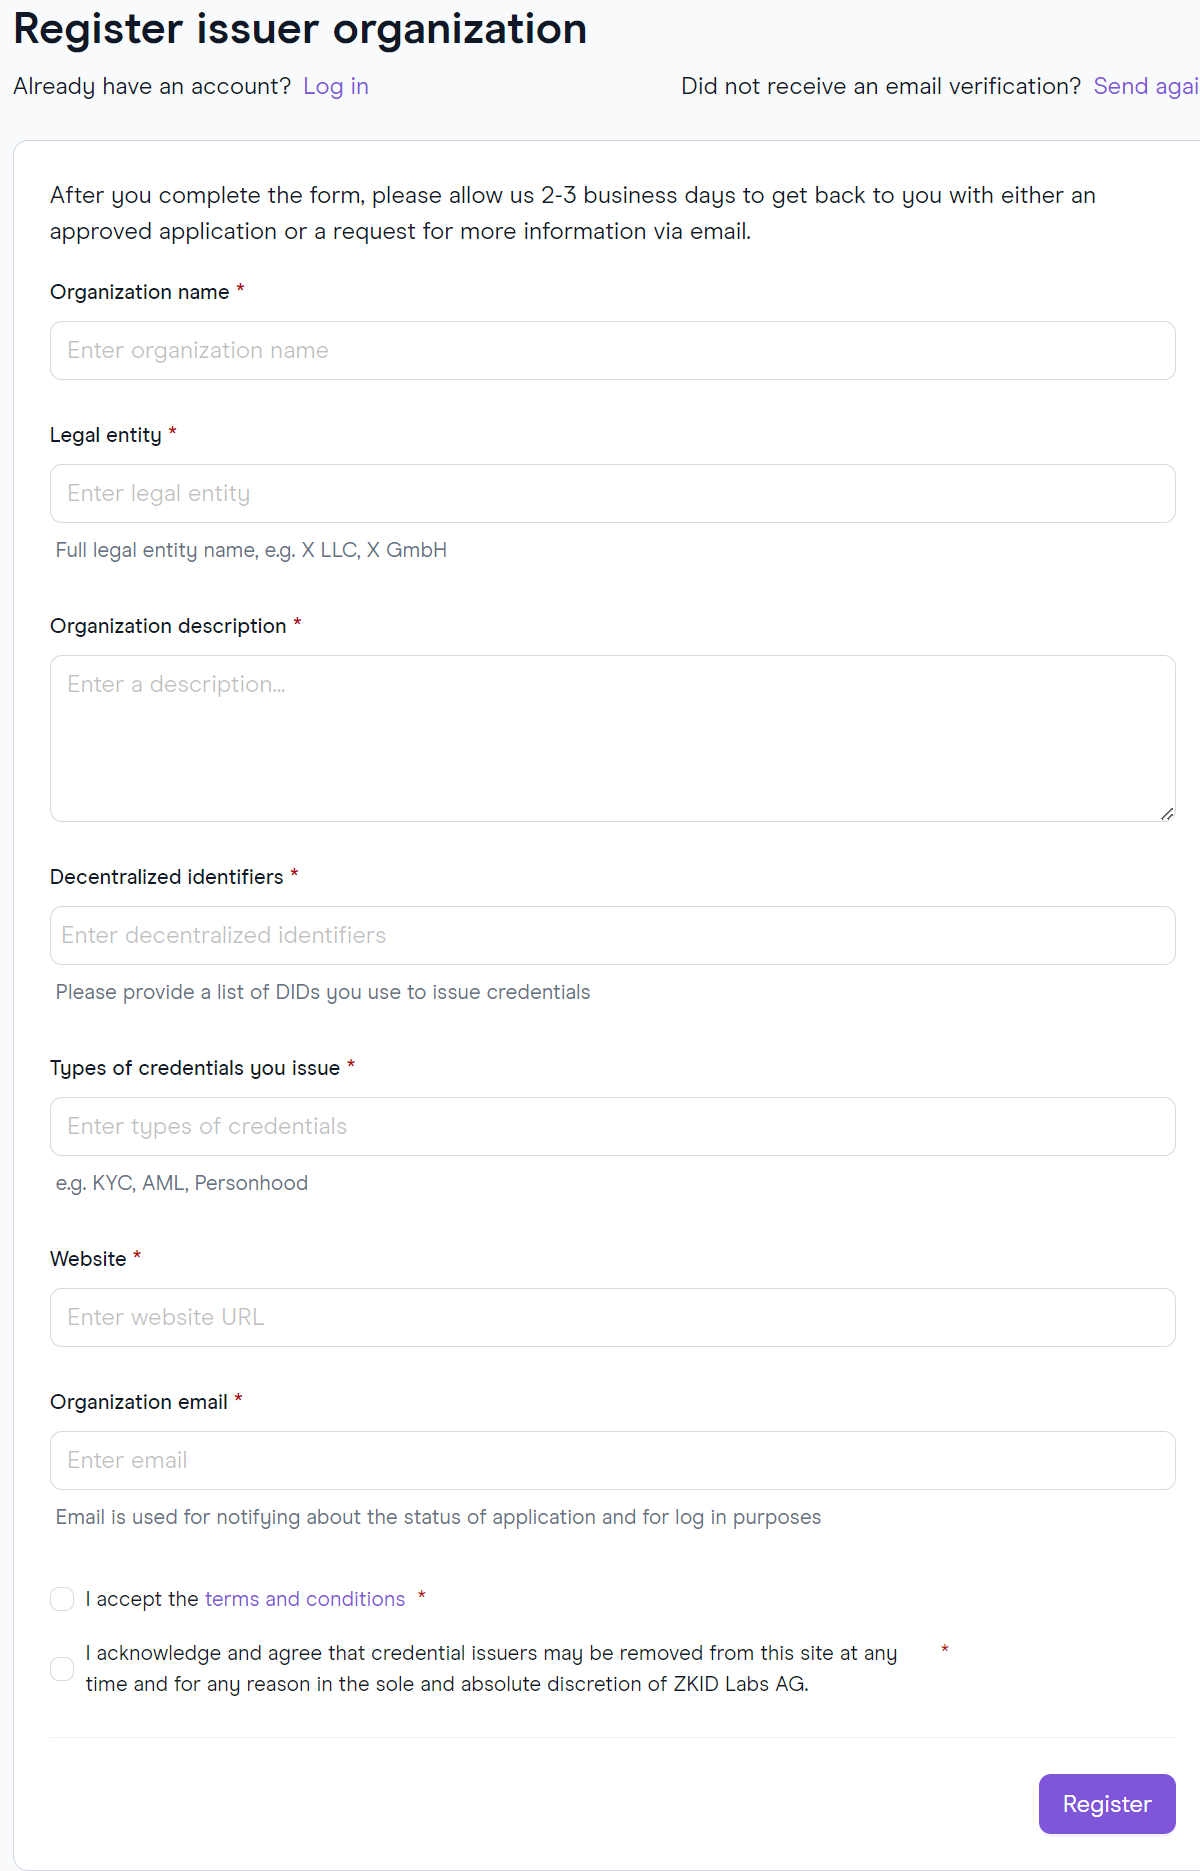 Register issuer organization
Already have an account? Log in
Did not receive an email verification? Send agai
After you complete the form, please allow us 2-3 business days to get back to you with either an
approved application or a request for more information via email.
Organization name *
Enter organization name
Legal entity *
Enter legal entity
Full legal entity name, e.g. X LLC, X GmbH
Organization description *
Enter a description...
Decentralized identifiers *
Enter decentralized identifiers
Please provide a list of DIDs you use to issue credentials
Types of credentials you issue *
Enter types of credentials
e.g. KYC, AML, Personhood
Website *
Enter website URL
Organization email *
Enter email
Email is used for notifying about the status of application and for log in purposes
I accept the terms and conditions *
I acknowledge and agree that credential issuers may be removed from this site at any *
time and for any reason in the sole and absolute discretion of ZKID Labs AG.
Register